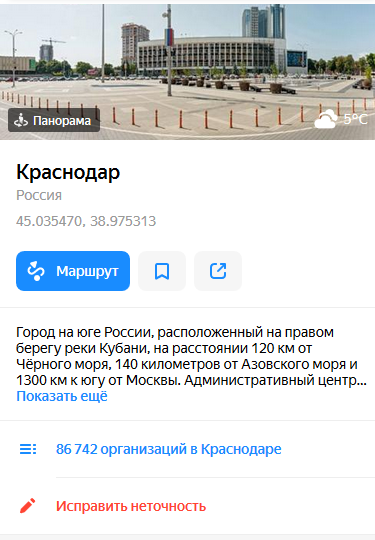 Панорама
5°C
Краснодар
Россия
45.035470, 38.975313
Маршрут
Город на юге России, расположенный на правом
берегу реки Кубани, на расстоянии 120 км от
Чёрного моря, 140 километров от Азовского моря и
1300 км к югу от Москвы. Административный центр...
Показать ещё
86 742 организаций в Краснодаре
Исправить неточность